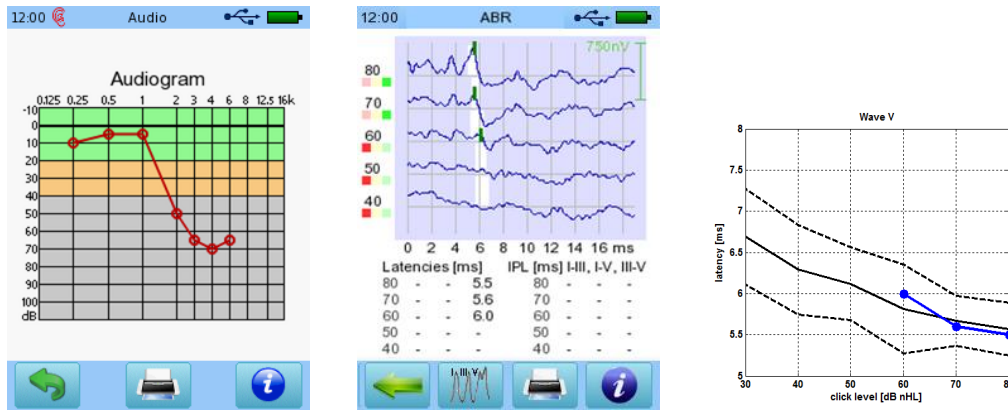 12:00 Audio
Audiogram
0.125 0.25 0.5 1 2 3 4 6 8 12.5 16k
-10
0
10
20
30
40
50
60
70
80
90
100
dB
12:00 ABR
750nV
80
70
60
50
40
0 2 4 6 8 10 12 14 16 ms
Latencies [ms] IPL [ms] I-III, I-V, III-V
80 - - 5.5 80 - - -
70 - - 5.6 70 - - -
60 - - 6.0 60 - - -
50 - - - 50 - - -
40 - - - 40 - - -
I III V
Wave V
8
7.5
7
6.5
6
5.5
5
latency [ms]
30 40 50 60 70
click level [dB nHL]